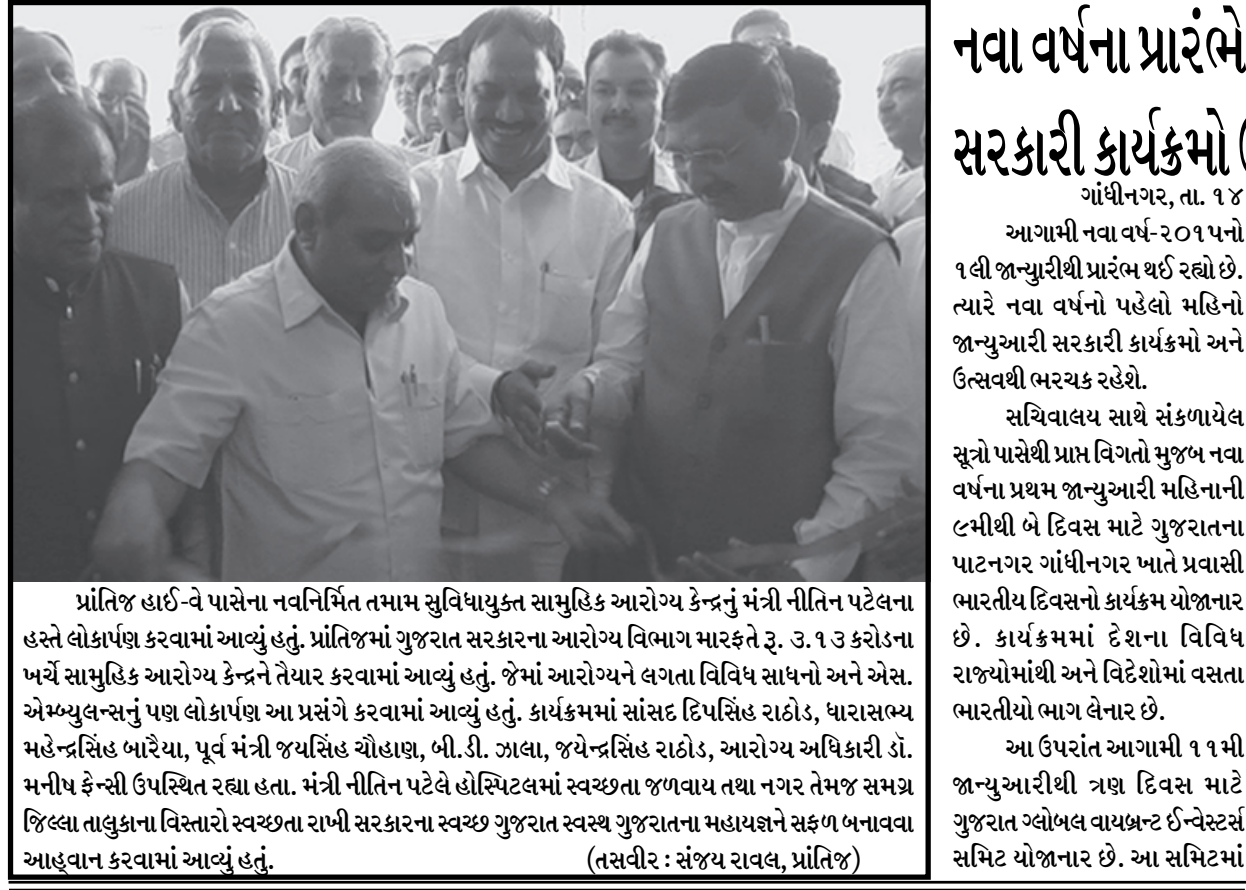 પ્રાંતિજ હાઈ-વે પાસેના નવનિર્મિત તમામ સુવિધાયુક્ત સામુહિક આરોગ્ય કેન્દ્રનું મંત્રી નીતિન પટેલના
હસ્તે લોકાર્પણ કરવામાં આવ્યું હતું. પ્રાંતિજમાં ગુજરાત સરકારના આરોગ્ય વિભાગ મારફતે રૂ. ૩.૧૩ કરોડના
ખર્ચે સામુહિક આરોગ્ય કેન્દ્રને તૈયાર કરવામાં આવ્યું હતું. જેમાં આરોગ્યને લગતા વિવિધ સાધનો અને એસ.
એમ્બ્યુલન્સનું પણ લોકાર્પણ આ પ્રસંગે કરવામાં આવ્યું હતું. કાર્યક્રમમાં સાંસદ દિપસિંહ રાઠોડ, ધારાસભ્ય
મહેન્દ્રસિંહ બારૈયા, પૂર્વ મંત્રી જયસિંહ ચૌહાણ, બી.ડી. ઝાલા, જયેન્દ્રસિંહ રાઠોડ, આરોગ્ય અધિકારી ડૉ.
મનીષ ફેન્સી ઉપસ્થિત રહ્યા હતા. મંત્રી નીતિન પટેલે હોસ્પિટલમાં સ્વચ્છતા જળવાય તથા નગર તેમજ સમગ્ર
જિલ્લા તાલુકાના વિસ્તારો સ્વચ્છતા રાખી સરકારના સ્વચ્છ ગુજરાત સ્વસ્થ ગુજરાતના મહાયજ્ઞને સફળ બનાવવા
આહ્વાન કરવામાં આવ્યું હતું. (તસવીર : સંજય રાવલ, પ્રાંતિજ)
નવા વર્ષના પ્રારંભે
સરકારી કાર્યક્રમો
ગાંધીનગર, તા. ૧૪
આગામી નવા વર્ષ-૨૦૧૫નો
૧લી જાન્યુારીથી પ્રારંભ થઈ રહ્યો છે.
ત્યારે નવા વર્ષનો પહેલો મહિનો
જાન્યુઆરી સરકારી કાર્યક્રમો અને
ઉત્સવથી ભરચક રહેશે.
સચિવાલય સાથે સંકળાયેલ
સૂત્રો પાસેથી પ્રાપ્ત વિગતો મુજબ નવા
વર્ષના પ્રથમ જાન્યુઆરી મહિનાની
૯મીથી બે દિવસ માટે ગુજરાતના
પાટનગર ગાંધીનગર ખાતે પ્રવાસી
ભારતીય દિવસનો કાર્યક્રમ યોજાનાર
છે. કાર્યક્રમમાં દેશના વિવિધ
રાજ્યોમાંથી અને વિદેશોમાં વસતા
ભારતીયો ભાગ લેનાર છે.
આ ઉપરાંત આગામી ૧૧મી
જાન્યુઆરીથી ત્રણ દિવસ માટે
ગુજરાત ગ્લોબલ વાયબ્રન્ટ ઈન્વેસ્ટર્સ
સમિટ યોજાનાર છે. આ સમિટમાં